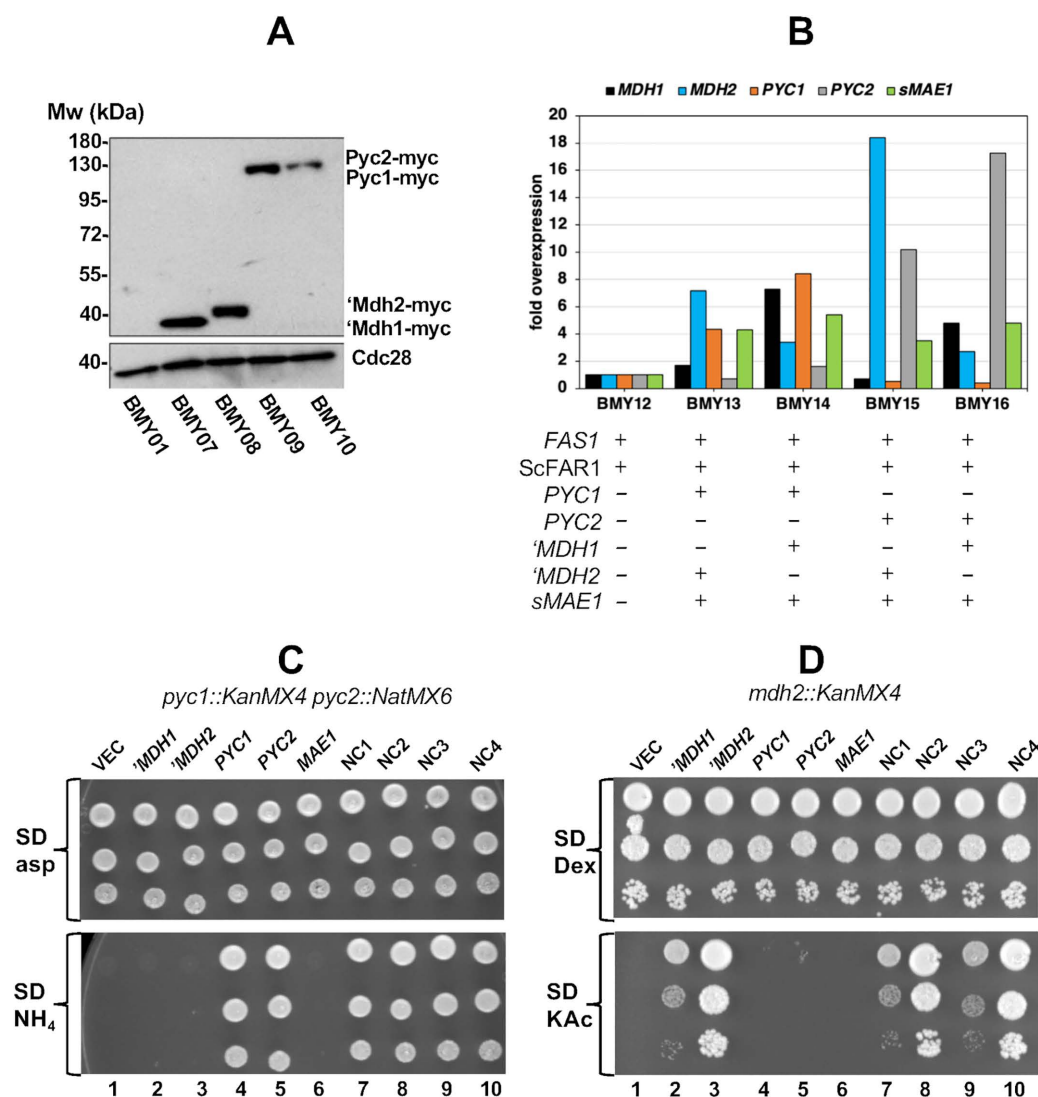 A
Mw (kDa)
180-
130-
95-
72-
55-
40-
40-
Pyc2-myc
Pyc1-myc
‘Mdh2-myc
‘Mdh1-myc
Cdc28
BMY01
BMY07
BMY08
BMY09
BMY10
B
MDH1 MDH2 PYC1 PYC2 sMAE1
fold overexpression
20
18
16
14
12
10
8
6
4
2
0
BMY12 BMY13 BMY14 BMY15 BMY16
FAS1 + + + + +
ScFAR1 + + + + +
PYC1 – + + – –
PYC2 – – – + +
‘MDH1 – – + – +
‘MDH2 – + – + –
sMAE1 – + + + +
C
pyc1::KanMX4 pyc2::NatMX6
VEC ’MDH1 ’MDH2 PYC1 PYC2 MAE1 NC1 NC2 NC3 NC4
SD
asp
SD
NH₄
1 2 3 4 5 6 7 8 9 10
D
mdh2::KanMX4
VEC ’MDH1 ’MDH2 PYC1 PYC2 MAE1 NC1 NC2 NC3 NC4
SD
Dex
SD
KAc
1 2 3 4 5 6 7 8 9 10